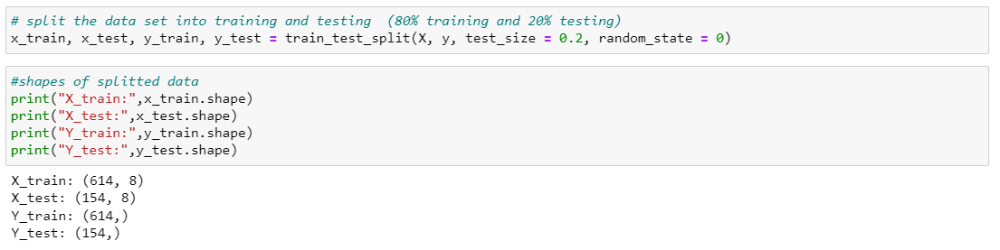 # split the data set into training and testing  (80% training and 20% testing)
x_train, x_test, y_train, y_test = train_test_split(X, y, test_size = 0.2, random_state = 0)
#shapes of splitted data
print("X_train:",x_train.shape)
print("X_test:",x_test.shape)
print("Y_train:",y_train.shape)
print("Y_test:",y_test.shape)
X_train: (614, 8)
X_test: (154, 8)
Y_train: (614,)
Y_test: (154,)